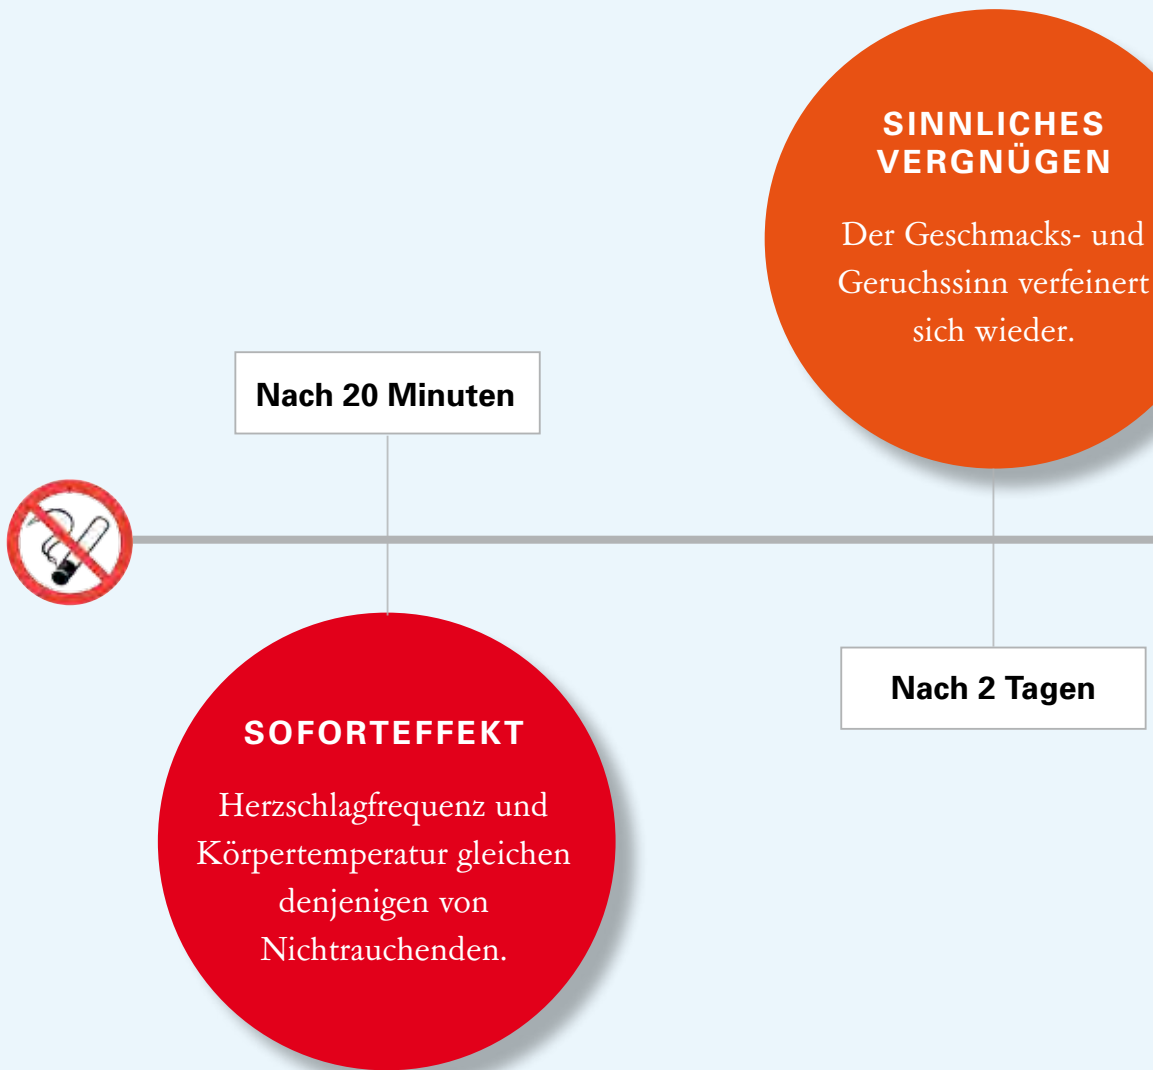 Nach 20 Minuten
SOFORTEFFEKT
Herzschlagfrequenz und
Körpertemperatur gleichen
denjenigen von
Nichtrauchenden.
SINNLICHES
VERGNÜGEN
Der Geschmacks- und
Geruchssinn verfeinert
sich wieder.
Nach 2 Tagen